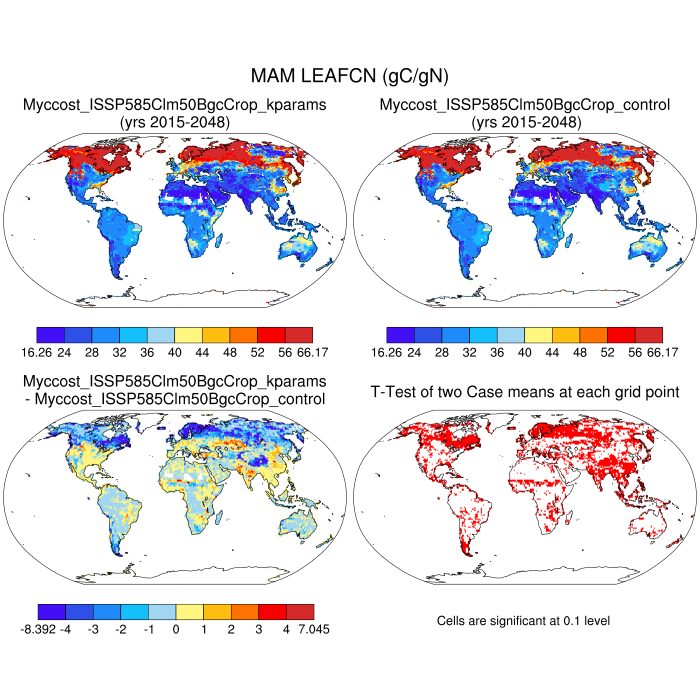 MAM LEAFCN (gC/gN)
Myccost_ISSP585Clm50BgcCrop_kparams
(yrs 2015-2048)
Myccost_ISSP585Clm50BgcCrop_control
(yrs 2015-2048)
16.26 24 28 32 36 40 44 48 52 56 66.17
16.26 24 28 32 36 40 44 48 52 56 66.17
Myccost_ISSP585Clm50BgcCrop_kparams
- Myccost_ISSP585Clm50BgcCrop_control
T-Test of two Case means at each grid point
-8.392 -4 -3 -2 -1 0 1 2 3 4 7.045
Cells are significant at 0.1 level